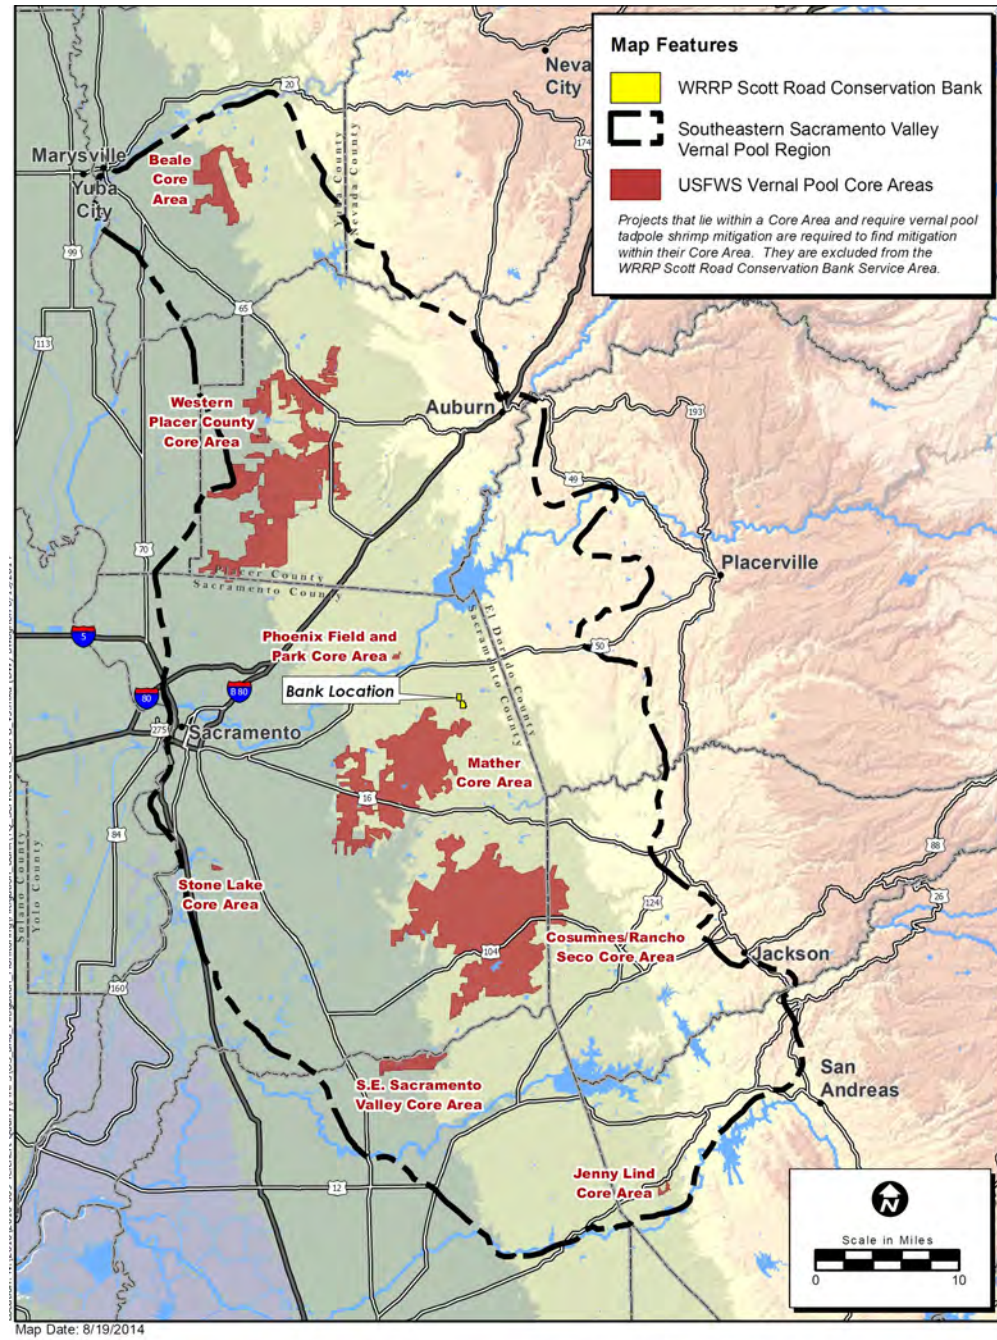 Map Features
WRRP Scott Road Conservation Bank
Southeastern Sacramento Valley
Vernal Pool Region
USFWS Vernal Pool Core Areas
Projects that lie within a Core Area and require vernal pool
tadpole shrimp mitigation are required to find mitigation
within their Core Area. They are excluded from the
WRRP Scott Road Conservation Bank Service Area.
Neva
City
20
174
Marysville
Yuba
City
Beale
Core
Area
Yuba County
Nevada County
99
65
113
Western
Placer County
Core Area
Auburn
193
49
70
Placer County
Sacramento County
Placerville
El Dorado County
Sacramento County
5
Phoenix Field and
Park Core Area
50
80
B 80
Bank Location
275
Sacramento
Mather
Core Area
16
84
88
Stone Lake
Core Area
Solano County
Yolo County
26
124
Cosumnes/Rancho
Seco Core Area
104
Jackson
160
S.E. Sacramento
Valley Core Area
San
Andreas
Jenny Lind
Core Area
12
N
Scale in Miles
0
10
Map Date: 8/19/2014